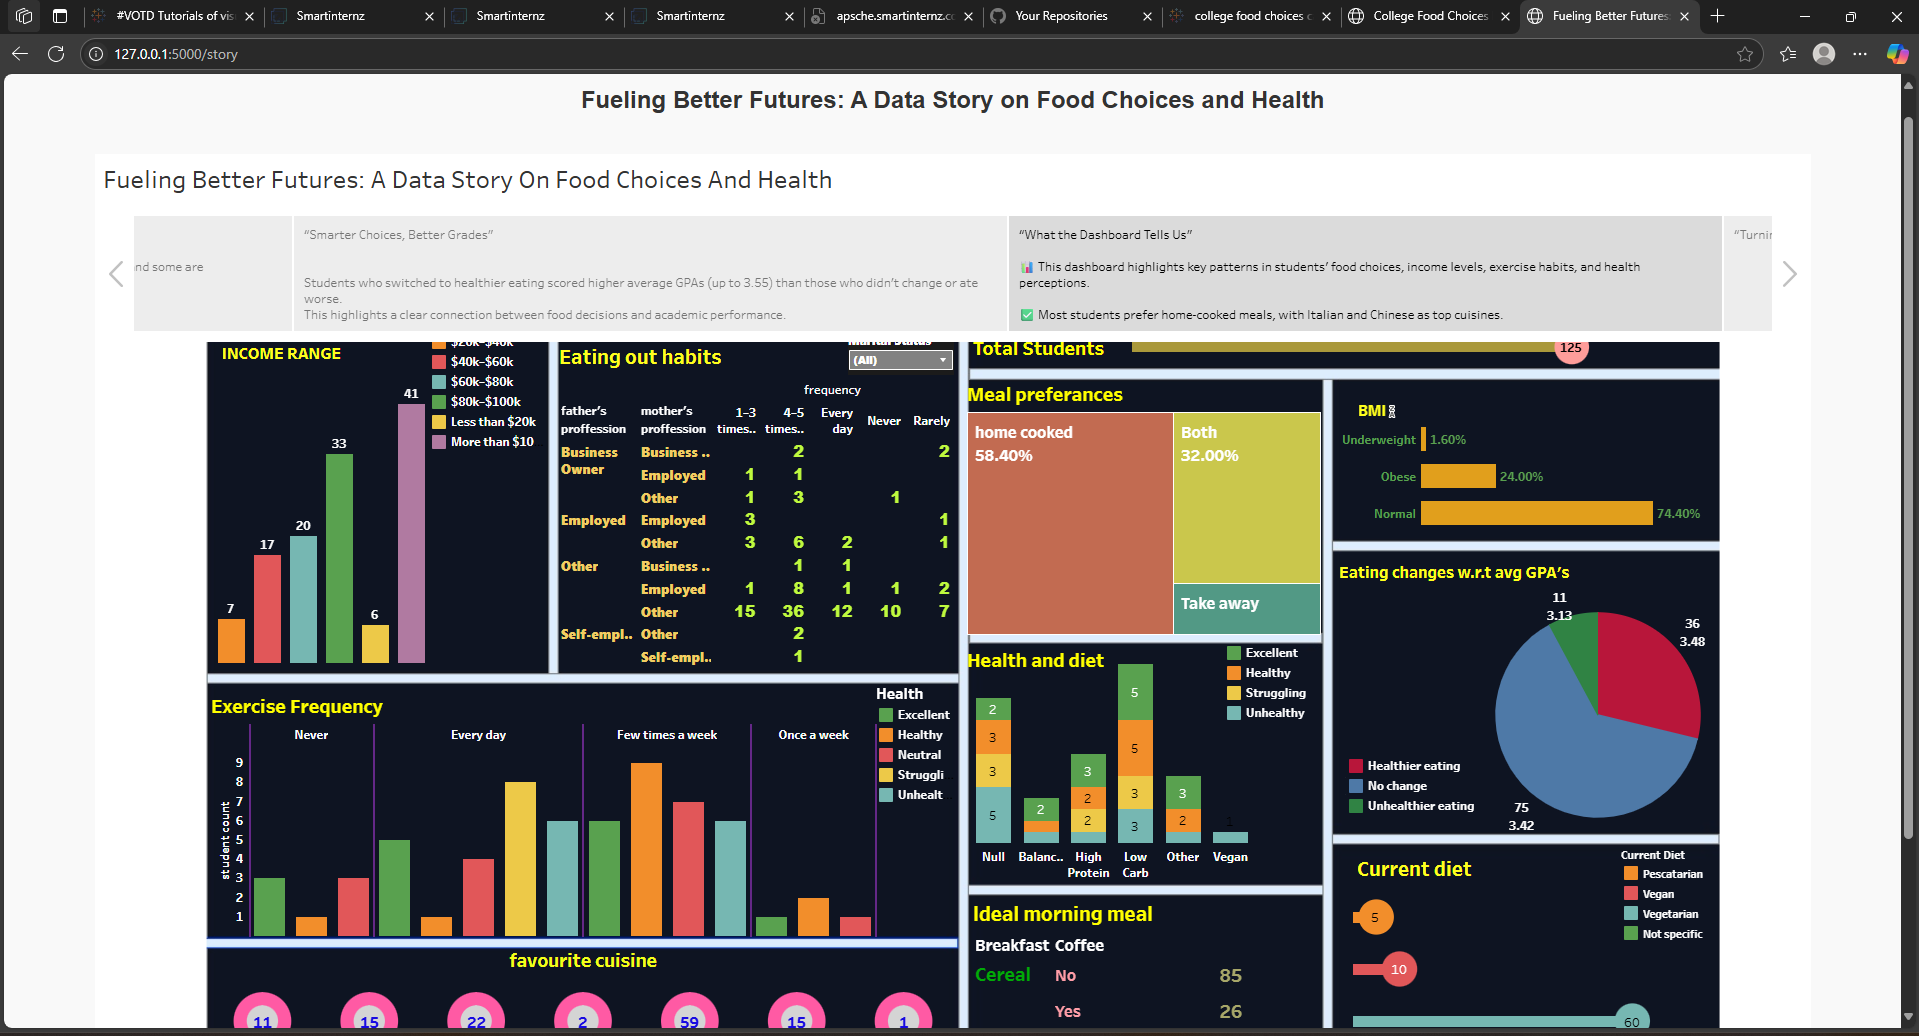 #VOTD Tutorials of vis
Smartinternz
Smartinternz
Smartinternz
apsche.smartinternz.co
Your Repositories
college food choices c
College Food Choices
Fueling Better Futures:
127.0.0.1:5000/story
Fueling Better Futures: A Data Story on Food Choices and Health
Fueling Better Futures: A Data Story On Food Choices And Health
nd some are
“Smarter Choices, Better Grades”
Students who switched to healthier eating scored higher average GPAs (up to 3.55) than those who didn’t change or ate
worse.
This highlights a clear connection between food decisions and academic performance.
“What the Dashboard Tells Us”
📊 This dashboard highlights key patterns in students’ food choices, income levels, exercise habits, and health
perceptions.
✅ Most students prefer home-cooked meals, with Italian and Chinese as top cuisines.
“Turnin
INCOME RANGE
$20k–$40k
$40k–$60k
$60k–$80k
$80k–$100k
Less than $20k
More than $10
7
17
20
33
6
41
Eating out habits
Marital Status
(All)
frequency
father’s proffession
mother’s proffession
1–3 times..
4–5 times..
Every day
Never
Rarely
Business Owner
Business .. 2 2
Employed 1 1
Other 1 3 1
Employed Employed 3 1
Other 3 6 2 1
Other Business .. 1 1
Employed 1 8 1 1 2
Other 15 36 12 10 7
Self-empl.. Other 2
Self-empl.. 1
Total Students
125
Meal preferances
home cooked
58.40%
Both
32.00%
Take away
BMI
Underweight 1.60%
Obese 24.00%
Normal 74.40%
Eating changes w.r.t avg GPA’s
11
3.13
36
3.48
75
3.42
Healthier eating
No change
Unhealthier eating
Exercise Frequency
Health
Excellent
Healthy
Neutral
Struggli
Unhealt
Never
Every day
Few times a week
Once a week
student count
9
8
7
6
5
4
3
2
1
Health and diet
Excellent
Healthy
Struggling
Unhealthy
2
3
3
5
2
3
2
2
5
5
3
3
3
2
1
Null
Balanc..
High Protein
Low Carb
Other
Vegan
Ideal morning meal
Breakfast Coffee
Cereal No 85
Yes 26
Current diet
Current Diet
Pescatarian
Vegan
Vegetarian
Not specific
5
10
60
favourite cuisine
11
15
22
2
59
15
1